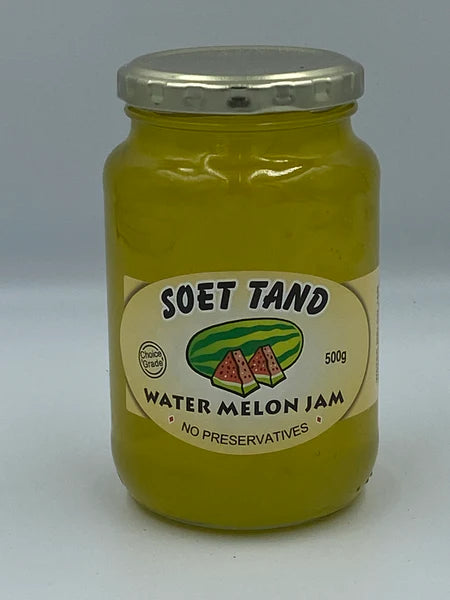 SOET TAND
Choice
Grade
500g
WATER MELON JAM
NO PRESERVATIVES